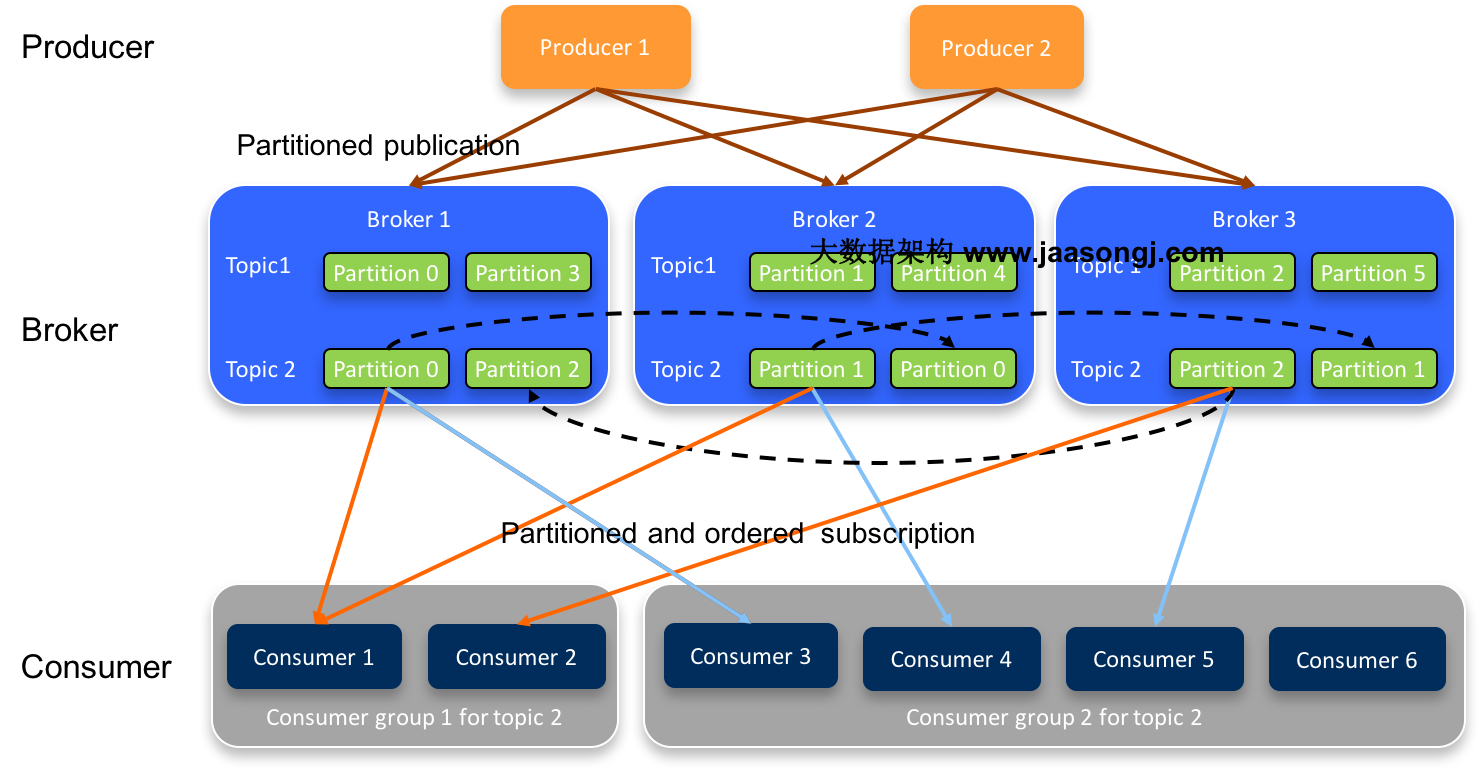 Producer
Producer 1
Producer 2
Partitioned publication
Broker 1
Broker 2
Broker 3
大数据架构 www.jaasongj.com
Topic1
Partition 0
Partition 3
Topic1
Partition 1
Partition 4
Topic 1
Partition 2
Partition 5
Broker
Topic 2
Partition 0
Partition 2
Topic 2
Partition 1
Partition 0
Topic 2
Partition 2
Partition 1
Partitioned and ordered subscription
Consumer
Consumer 1
Consumer 2
Consumer group 1 for topic 2
Consumer 3
Consumer 4
Consumer 5
Consumer 6
Consumer group 2 for topic 2